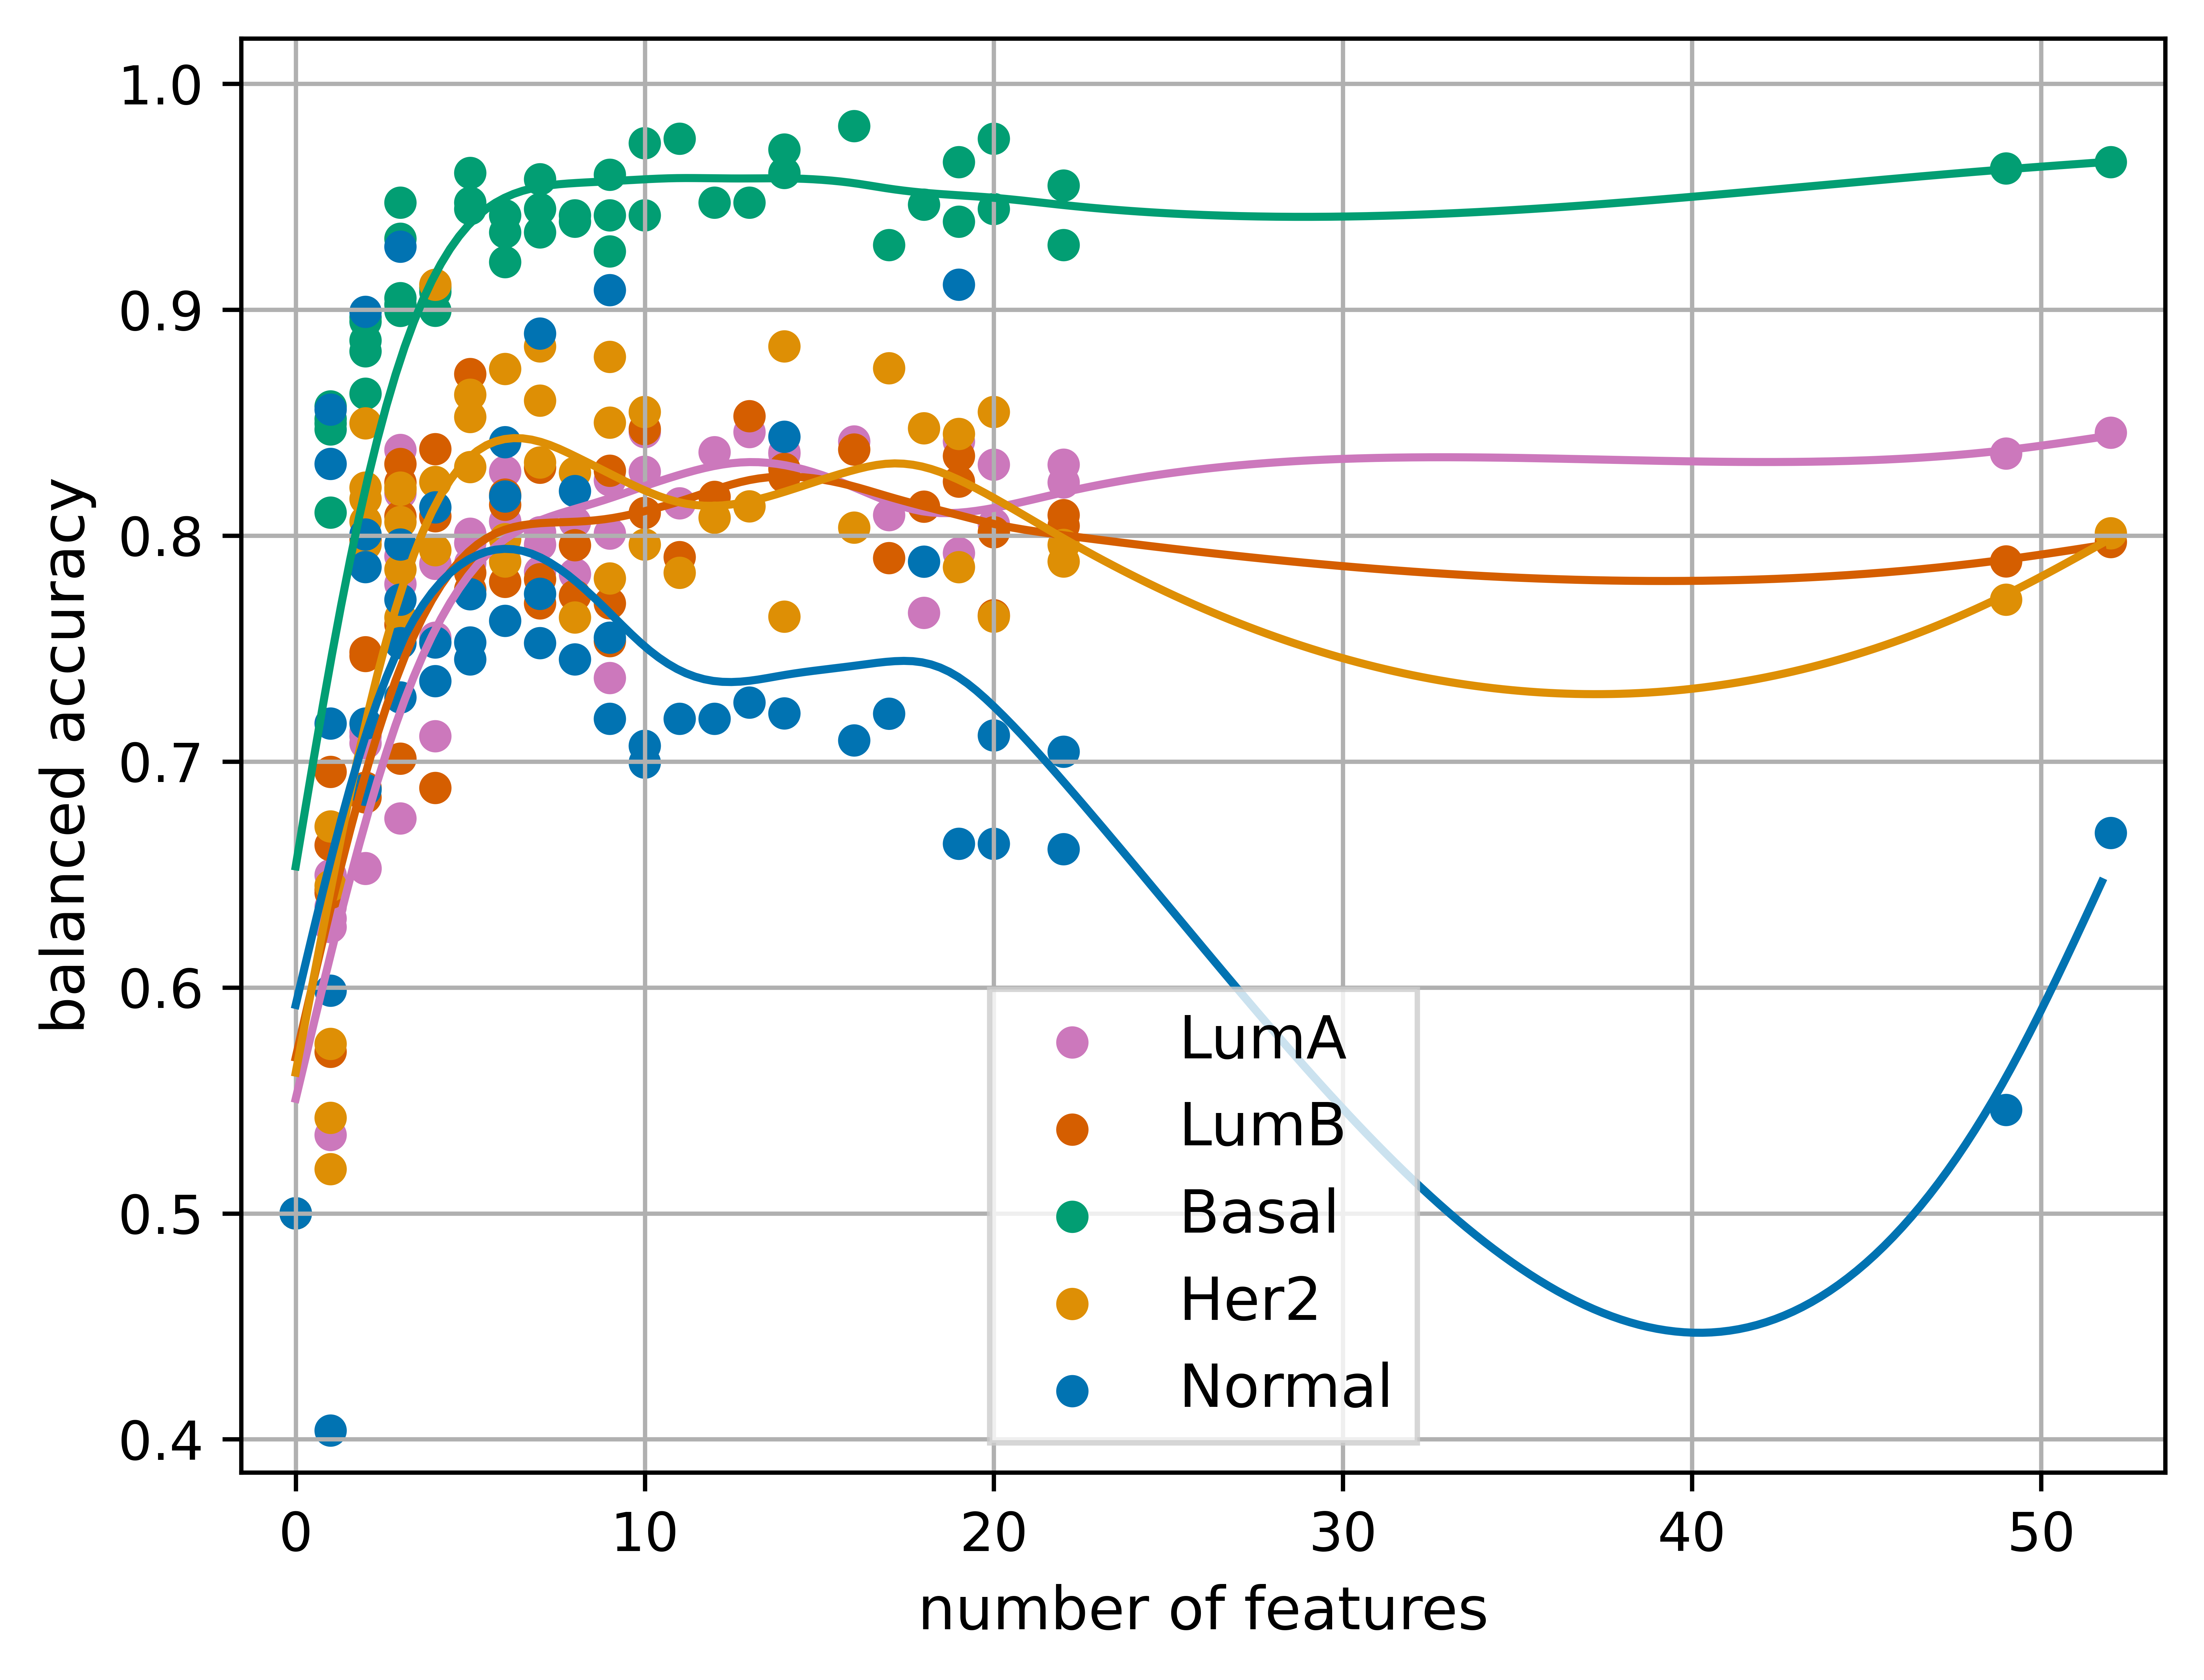 1.0
0.9
0.8
0.7
0.6
0.5
0.4
balanced accuracy
LumA
LumB
Basal
Her2
Normal
0 10 20 30 40 50
number of features